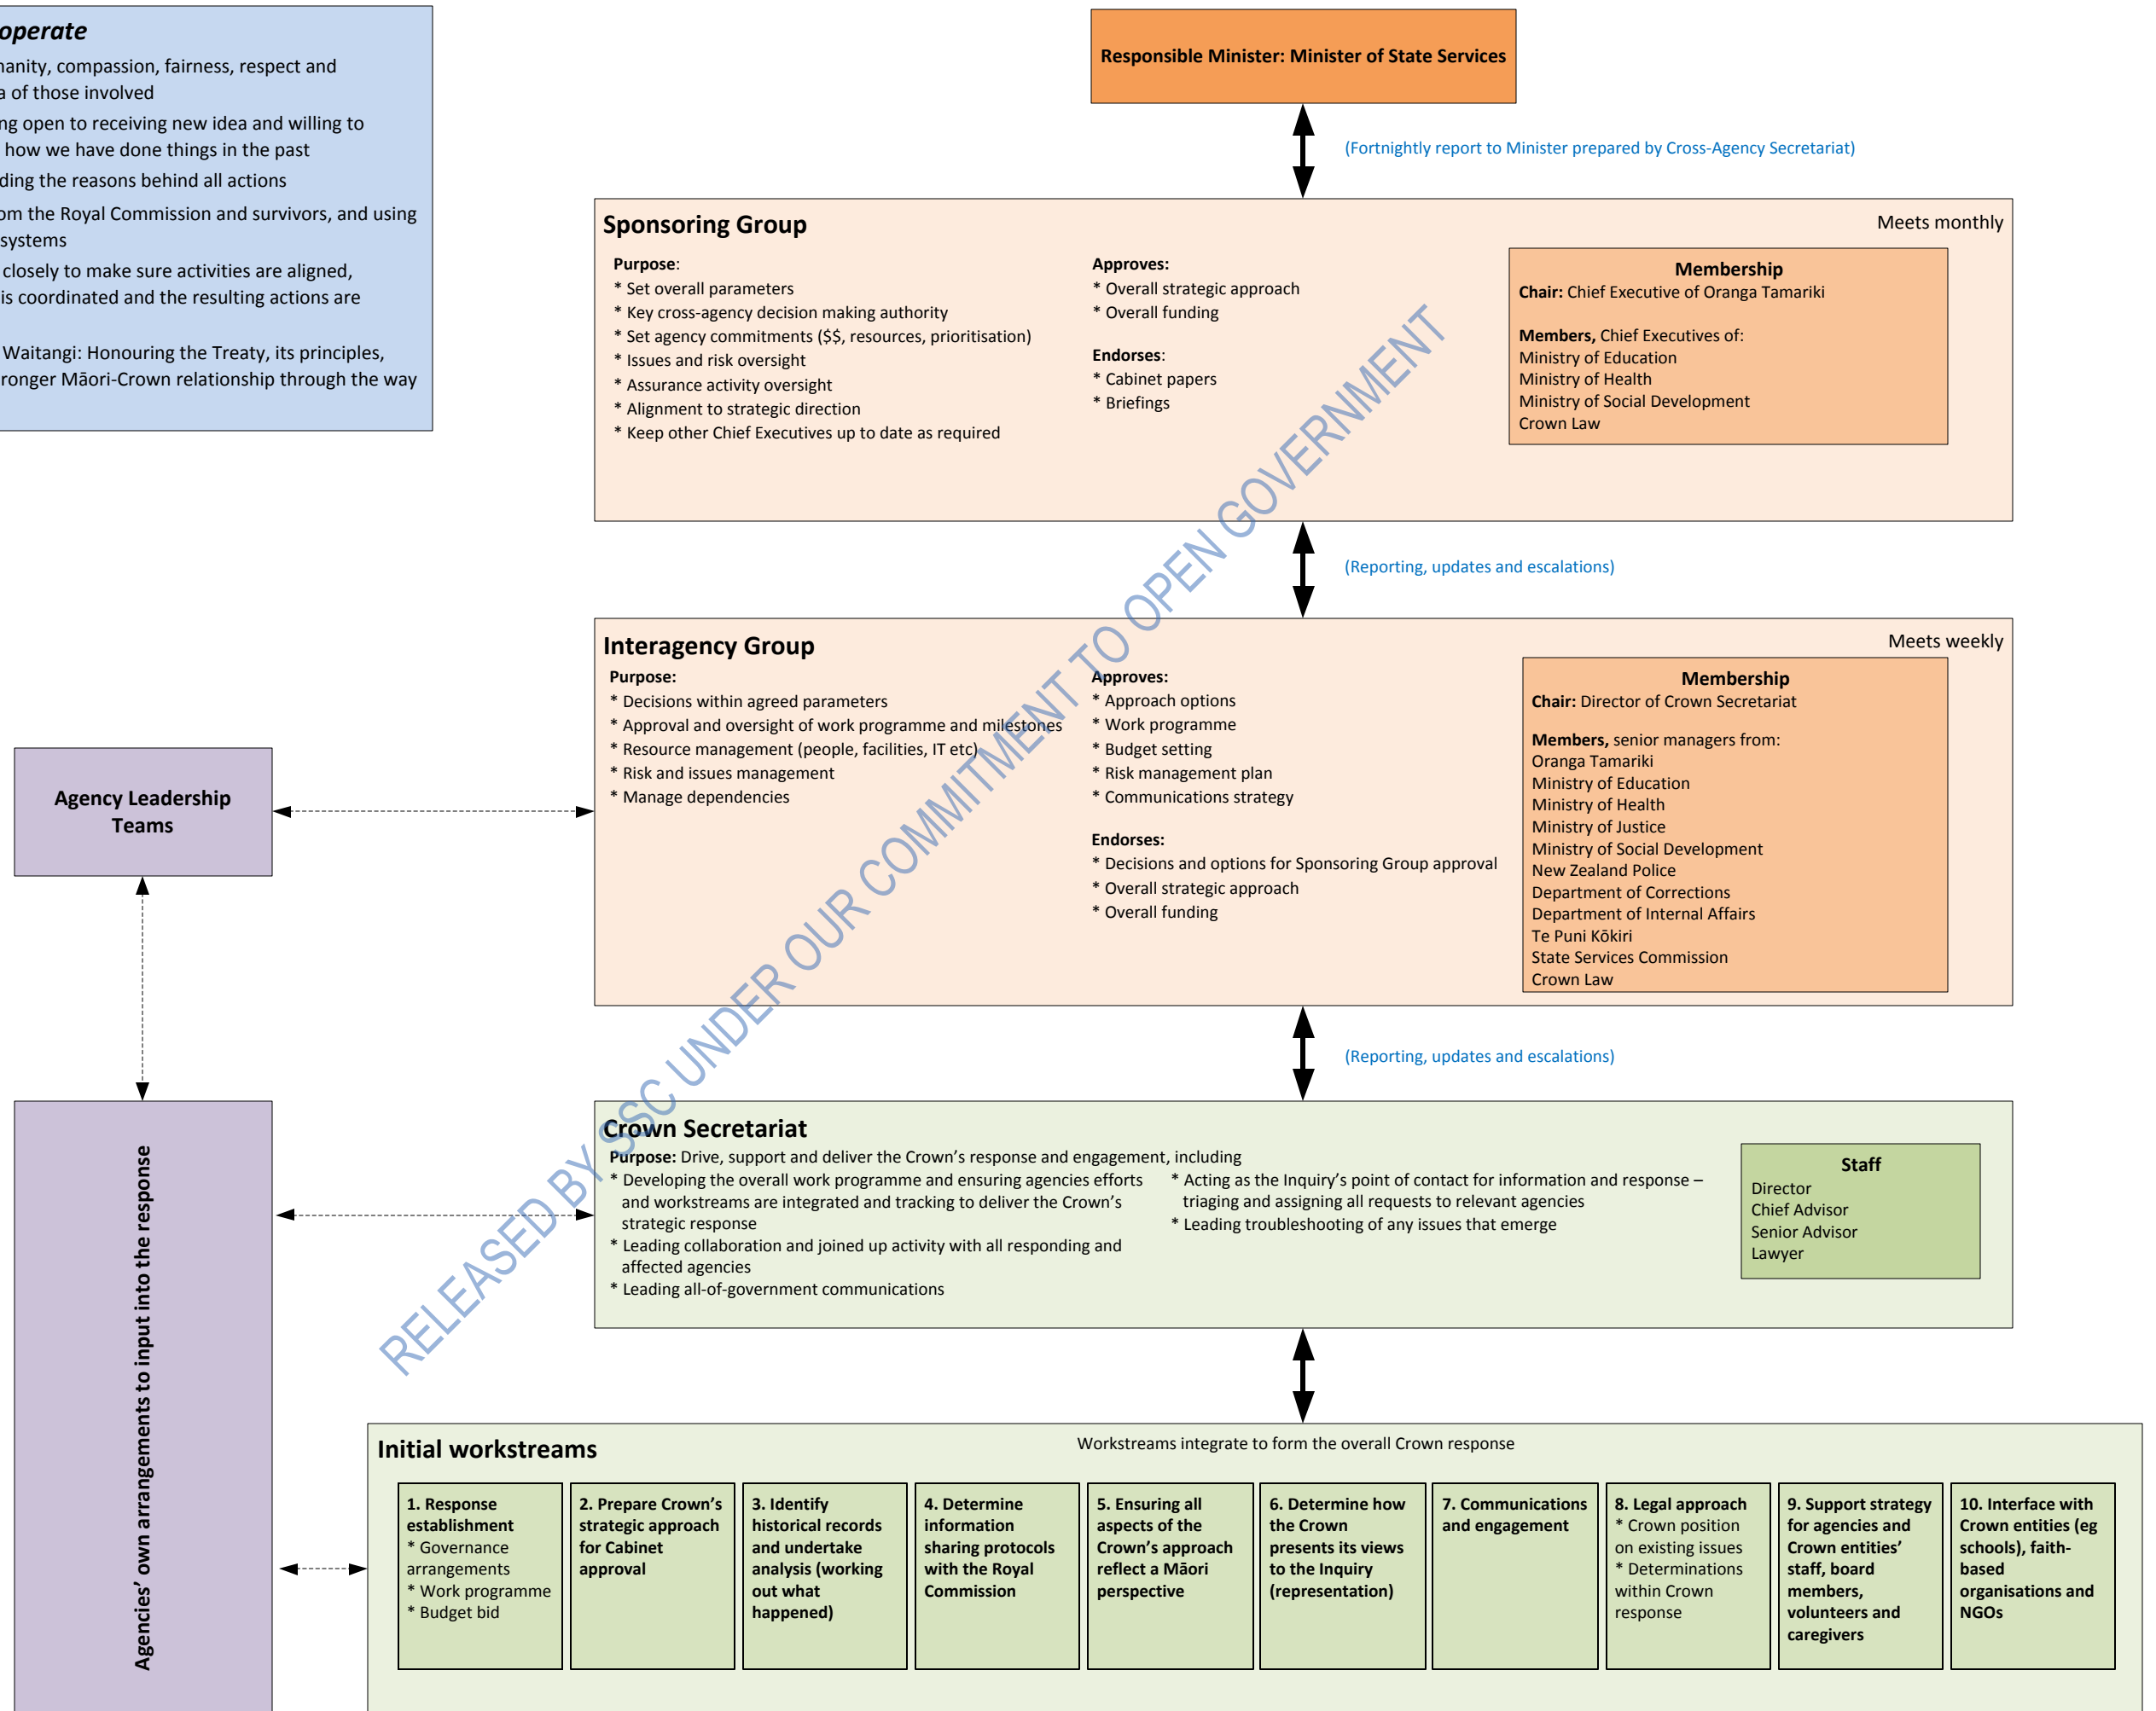 operate
manity, compassion, fairness, respect and
a of those involved
ng open to receiving new idea and willing to
how we have done things in the past
ding the reasons behind all actions
om the Royal Commission and survivors, and using
systems
closely to make sure activities are aligned,
is coordinated and the resulting actions are
Waitangi: Honouring the Treaty, its principles,
ronger Māori-Crown relationship through the way
Responsible Minister: Minister of State Services
(Fortnightly report to Minister prepared by Cross-Agency Secretariat)
Sponsoring Group
Meets monthly
Purpose:
* Set overall parameters
* Key cross-agency decision making authority
* Set agency commitments ($$, resources, prioritisation)
* Issues and risk oversight
* Assurance activity oversight
* Alignment to strategic direction
* Keep other Chief Executives up to date as required
Approves:
* Overall strategic approach
* Overall funding
Endorses:
* Cabinet papers
* Briefings
Membership
Chair: Chief Executive of Oranga Tamariki
Members, Chief Executives of:
Ministry of Education
Ministry of Health
Ministry of Social Development
Crown Law
(Reporting, updates and escalations)
Interagency Group
Meets weekly
Purpose:
* Decisions within agreed parameters
* Approval and oversight of work programme and milestones
* Resource management (people, facilities, IT etc)
* Risk and issues management
* Manage dependencies
Approves:
* Approach options
* Work programme
* Budget setting
* Risk management plan
* Communications strategy
Endorses:
* Decisions and options for Sponsoring Group approval
* Overall strategic approach
* Overall funding
Membership
Chair: Director of Crown Secretariat
Members, senior managers from:
Oranga Tamariki
Ministry of Education
Ministry of Health
Ministry of Justice
Ministry of Social Development
New Zealand Police
Department of Corrections
Department of Internal Affairs
Te Puni Kōkiri
State Services Commission
Crown Law
Agency Leadership
Teams
(Reporting, updates and escalations)
Crown Secretariat
Purpose: Drive, support and deliver the Crown's response and engagement, including
* Developing the overall work programme and ensuring agencies efforts
and workstreams are integrated and tracking to deliver the Crown's
strategic response
* Leading collaboration and joined up activity with all responding and
affected agencies
* Leading all-of-government communications
* Acting as the Inquiry's point of contact for information and response –
triaging and assigning all requests to relevant agencies
* Leading troubleshooting of any issues that emerge
Staff
Director
Chief Advisor
Senior Advisor
Lawyer
Agencies' own arrangements to input into the response
Initial workstreams
Workstreams integrate to form the overall Crown response
1. Response
establishment
* Governance
arrangements
* Work programme
* Budget bid
2. Prepare Crown's
strategic approach
for Cabinet
approval
3. Identify
historical records
and undertake
analysis (working
out what
happened)
4. Determine
information
sharing protocols
with the Royal
Commission
5. Ensuring all
aspects of the
Crown's approach
reflect a Māori
perspective
6. Determine how
the Crown
presents its views
to the Inquiry
(representation)
7. Communications
and engagement
8. Legal approach
* Crown position
on existing issues
* Determinations
within Crown
response
9. Support strategy
for agencies and
Crown entities'
staff, board
members,
volunteers and
caregivers
10. Interface with
Crown entities (eg
schools), faith-
based
organisations and
NGOs
RELEASED BY SSC UNDER OUR COMMITMENT TO OPEN GOVERNMENT